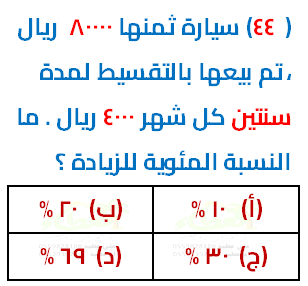 (٤٤) سيارة ثمنها ٨٠٠٠٠ ريال
، تم بيعها بالتقسيط لمدة
سنتين كل شهر ٤٠٠٠ ريال . ما
النسبة المئوية للزيادة ؟
(أ) ١٠ % (ب) ٢٠ %
(ج) ٣٠ % (د) ٦٩ %